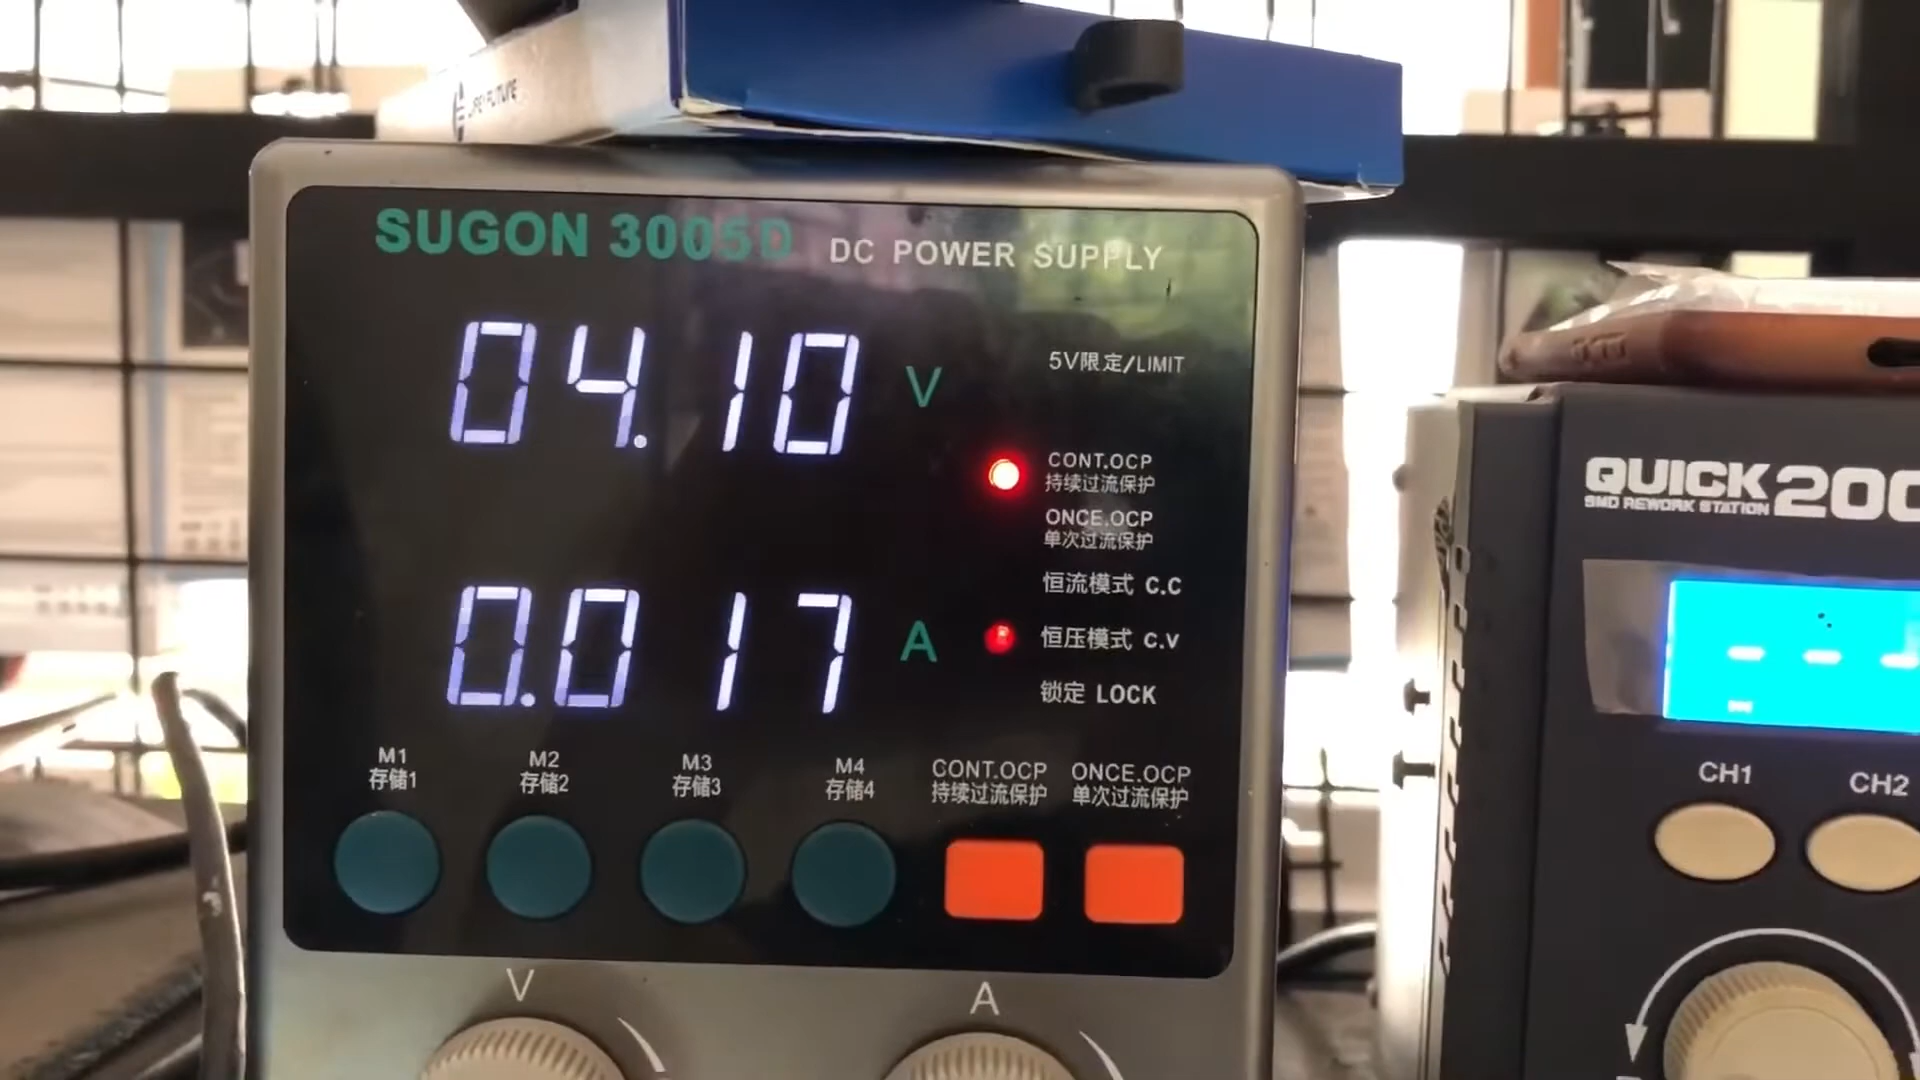 SUGON 3005D DC POWER SUPPLY
04.10 V
5V限定/LIMIT
CONT.OCP
持续过流保护
ONCE.OCP
单次过流保护
恒流模式 C.C
0.017 A
恒压模式 C.V
锁定 LOCK
M1
存储1
M2
存储2
M3
存储3
M4
存储4
CONT.OCP
持续过流保护
ONCE.OCP
单次过流保护
V
A
QUICK 200
SMD REWORK STATION
CH1
CH2